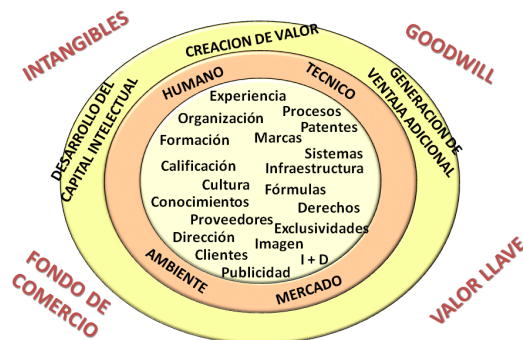 INTANGIBLES
GOODWILL
CREACION DE VALOR
DESARROLLO DEL
CAPITAL INTELECTUAL
GENERACION DE
VENTAJA ADICIONAL
HUMANO
TECNICO
Experiencia
Organización
Procesos
Patentes
Formación
Marcas
Sistemas
Calificación
Infraestructura
Cultura
Fórmulas
Conocimientos
Derechos
Proveedores
Exclusividades
Dirección
Imagen
Clientes
I + D
Publicidad
AMBIENTE
MERCADO
FONDO DE
COMERCIO
VALOR LLAVE